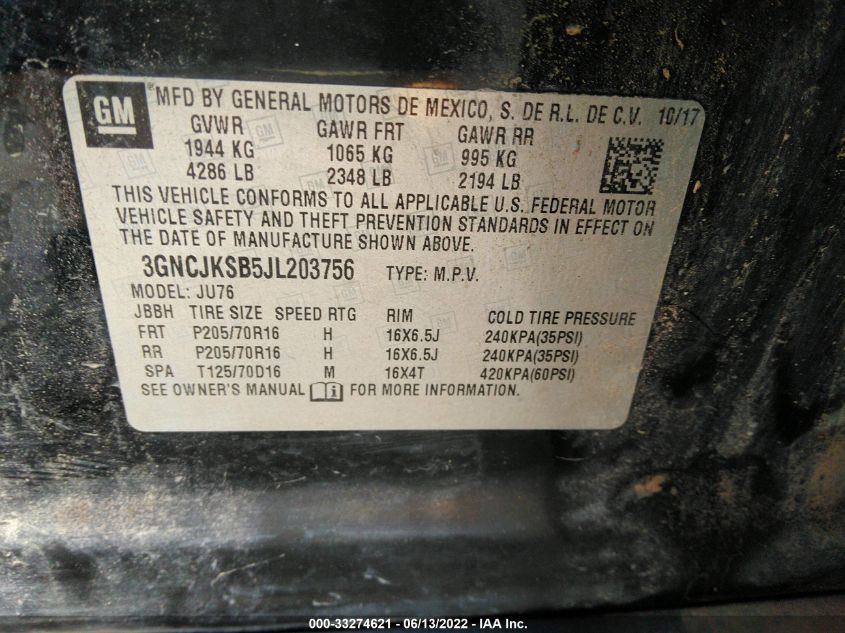 GM ® MFD BY GENERAL MOTORS DE MEXICO, S. DE R.L. DE C.V. 10/17
GVWR GAWR FRT GAWR RR
1944 KG 1065 KG 995 KG
4286 LB 2348 LB 2194 LB
THIS VEHICLE CONFORMS TO ALL APPLICABLE U.S. FEDERAL MOTOR
VEHICLE SAFETY AND THEFT PREVENTION STANDARDS IN EFFECT ON
THE DATE OF MANUFACTURE SHOWN ABOVE.
3GNCJKSB5JL203756 TYPE: M.P.V.
MODEL: JU76
JBBH TIRE SIZE SPEED RTG RIM COLD TIRE PRESSURE
FRT P205/70R16 H 16X6.5J 240KPA(35PSI)
RR P205/70R16 H 16X6.5J 240KPA(35PSI)
SPA T125/70D16 M 16X4T 420KPA(60PSI)
SEE OWNER'S MANUAL FOR MORE INFORMATION.
000-33274621 - 06/13/2022 - IAA Inc.